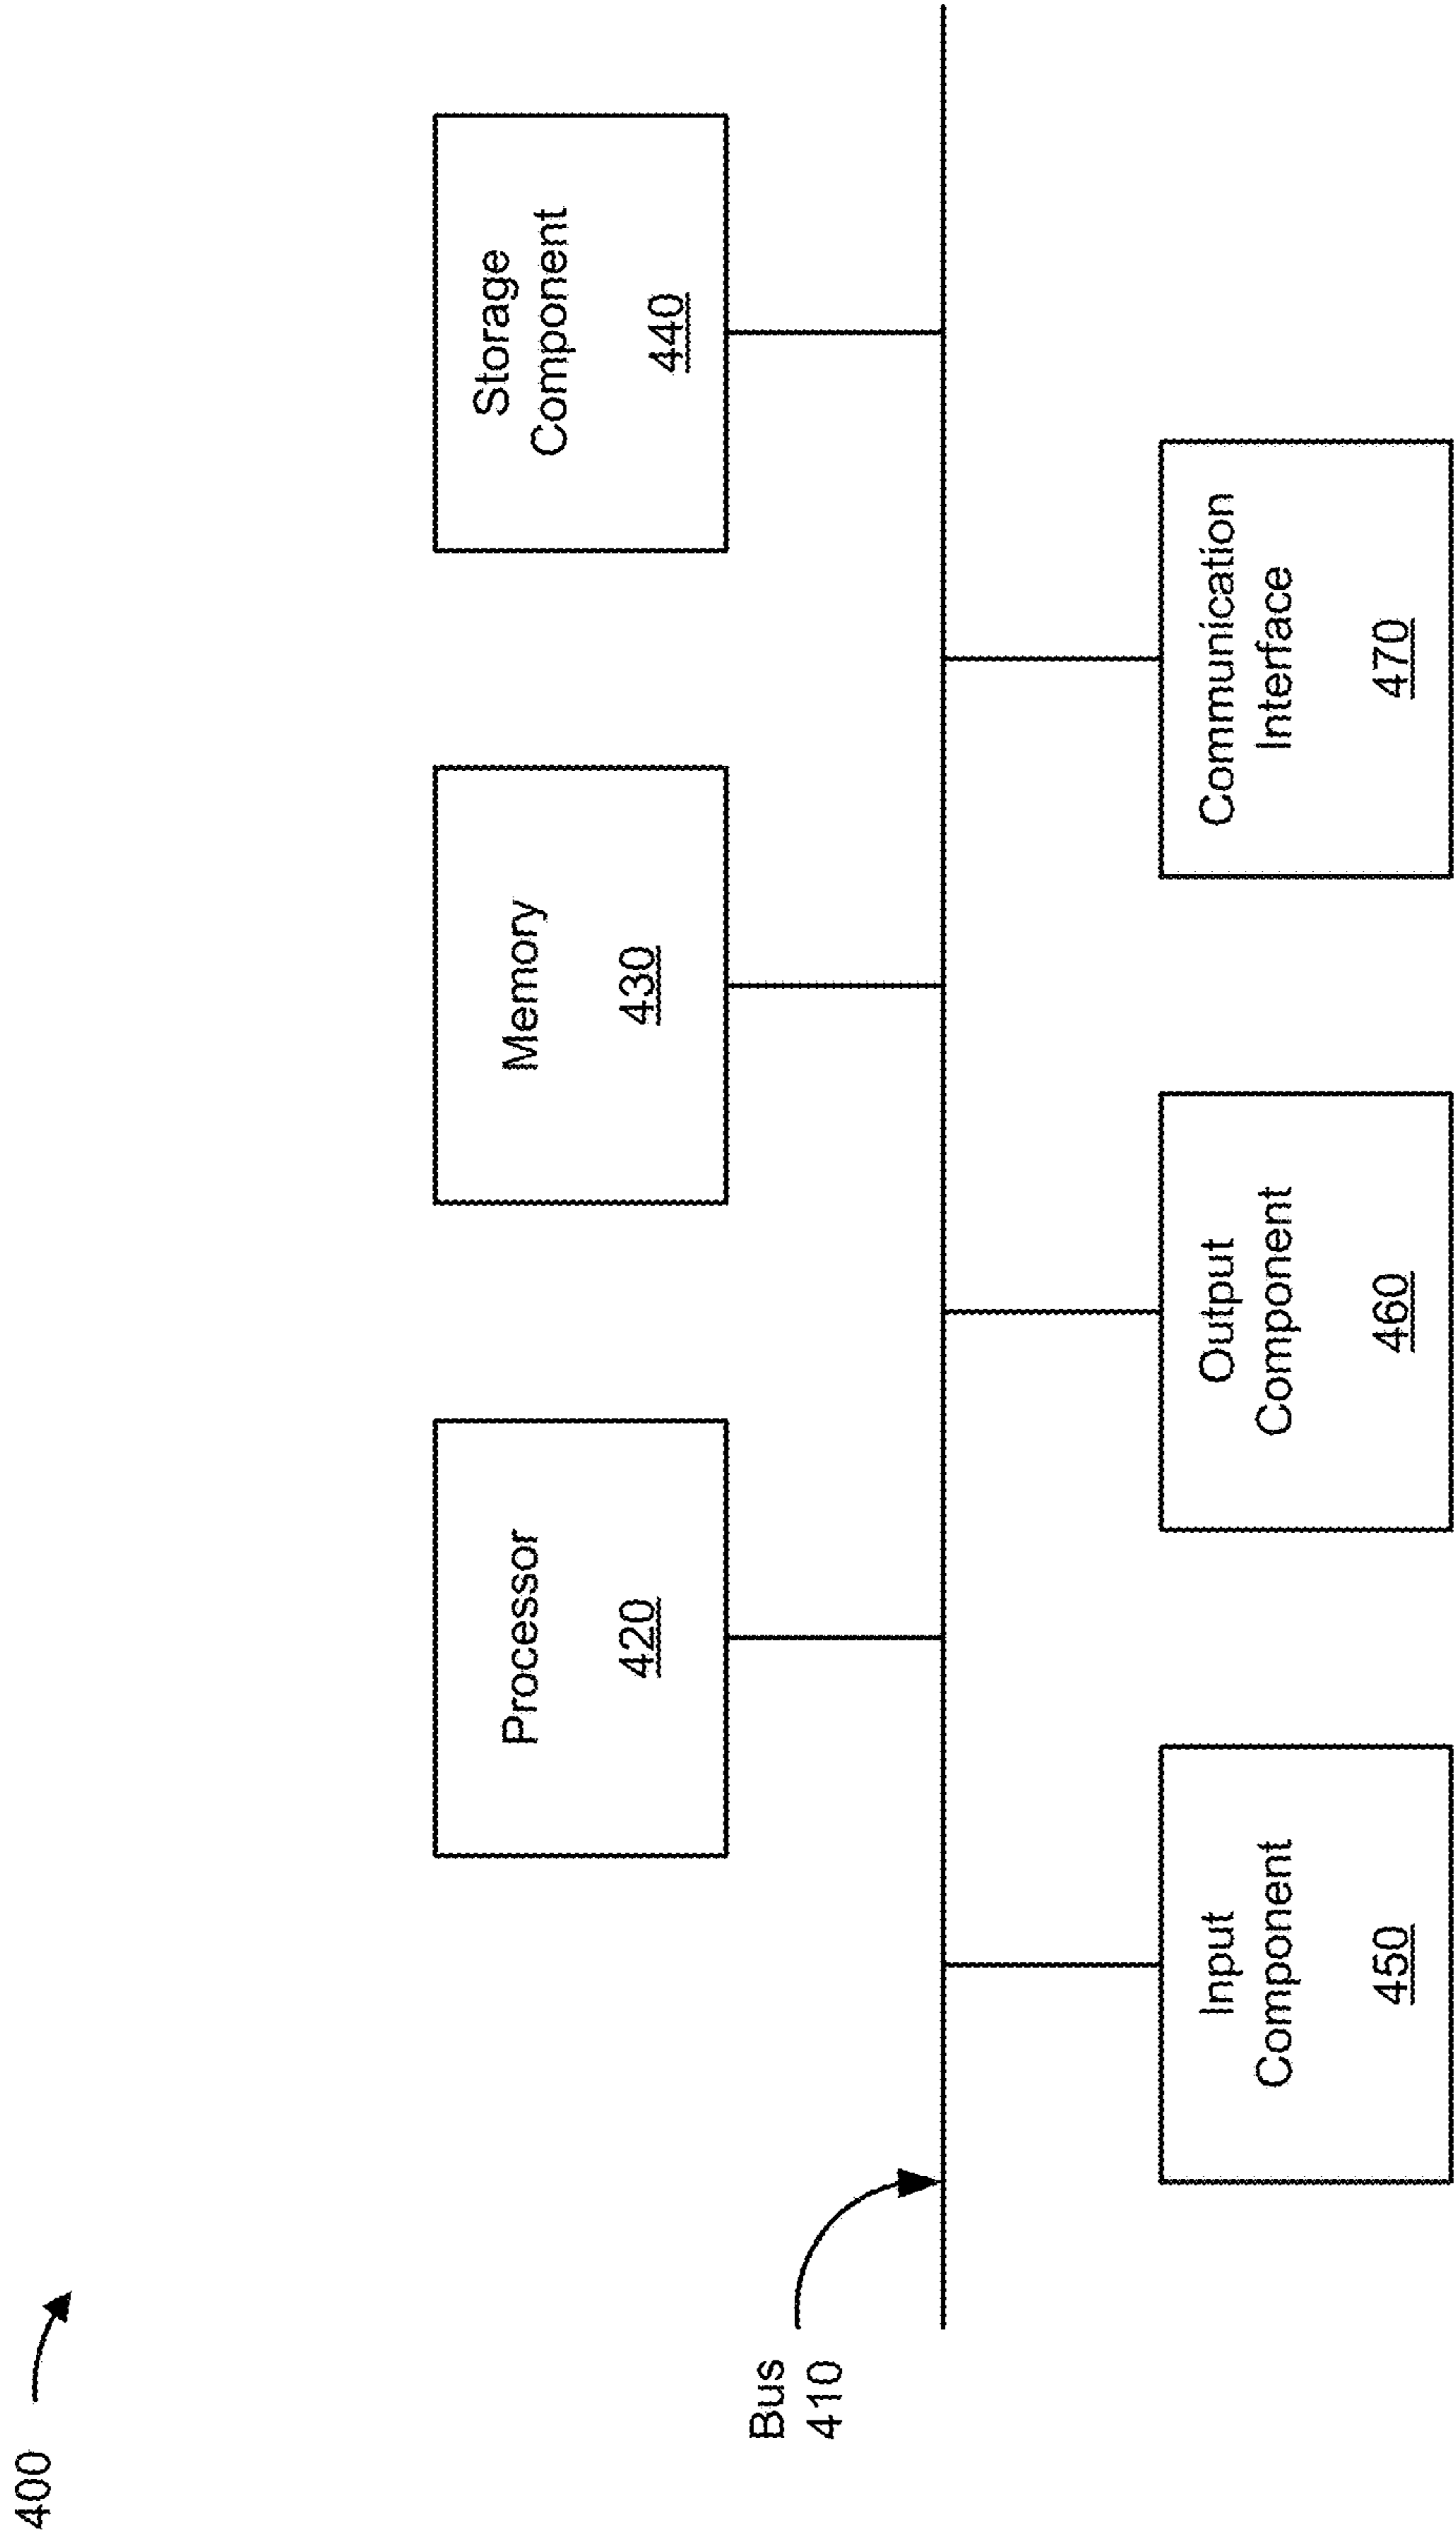 400
Processor
420
Memory
430
Storage
Component
440
Bus
410
Input
Component
450
Output
Component
460
Communication
Interface
470